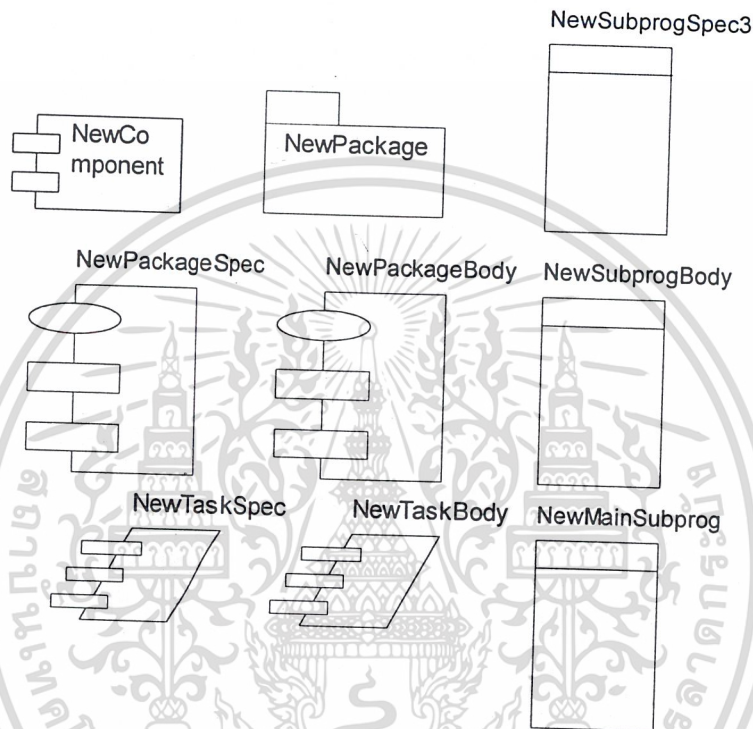 NewSubprogSpec3
NewCo
mponent
NewPackage
NewPackageSpec
NewPackageBody
NewSubprogBody
NewTaskSpec
NewTaskBody
NewMainSubprog